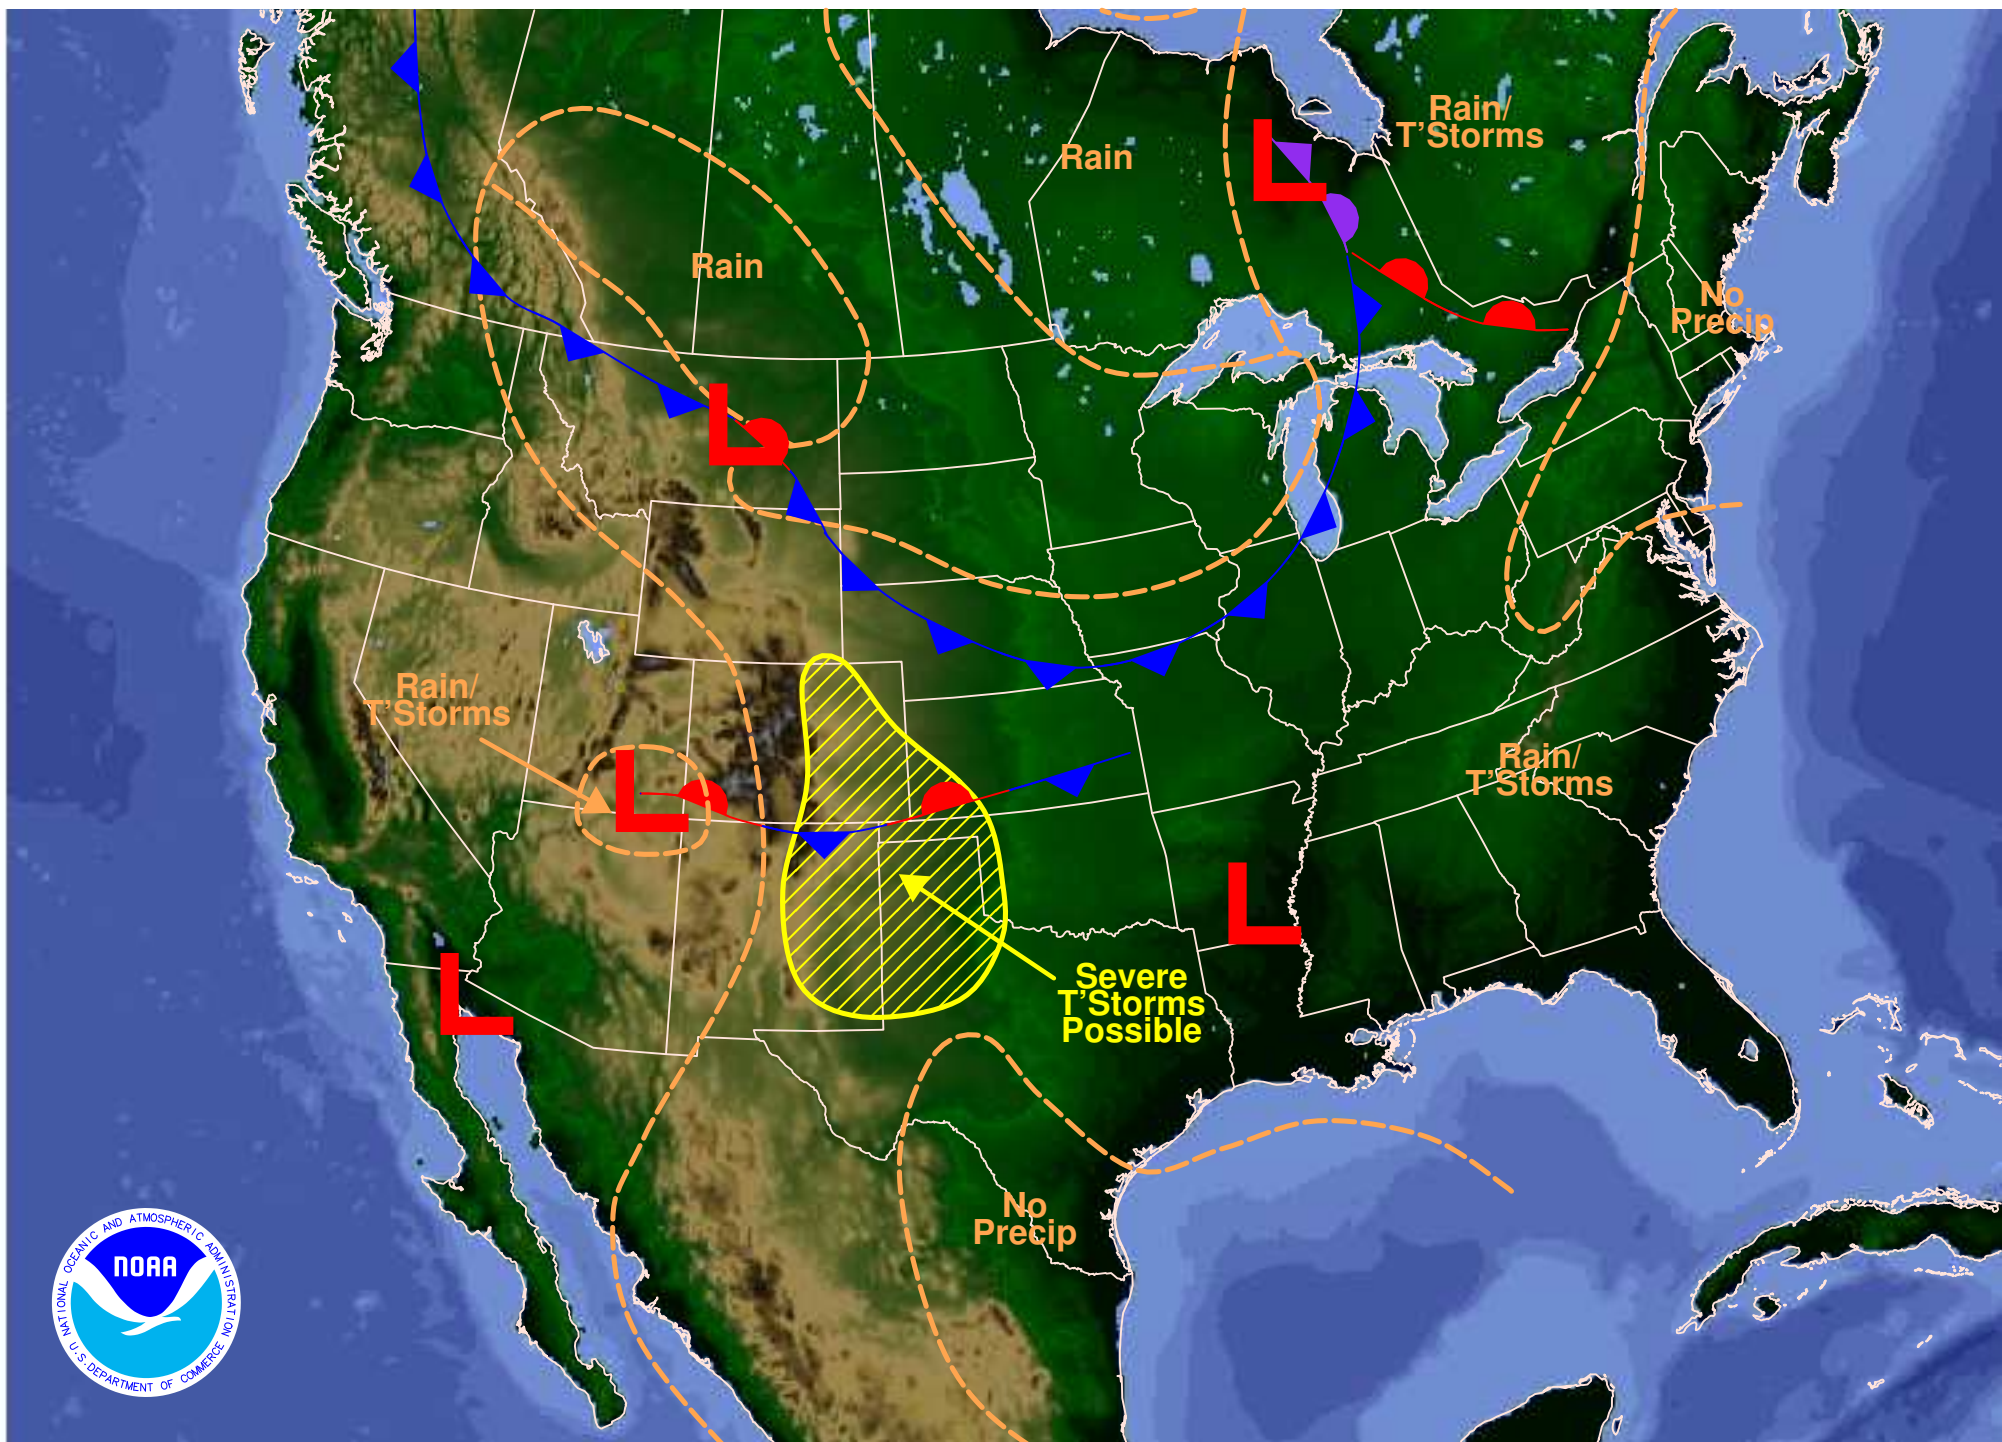 Rain/
T'Storms
Rain
Rain
No
Precip
Rain/
T'Storms
Rain/
T'Storms
L
L
L
L
L
Severe
T'Storms
Possible
No
Precip
NATIONAL OCEANIC AND ATMOSPHERIC ADMINISTRATION
NOAA
U.S. DEPARTMENT OF COMMERCE